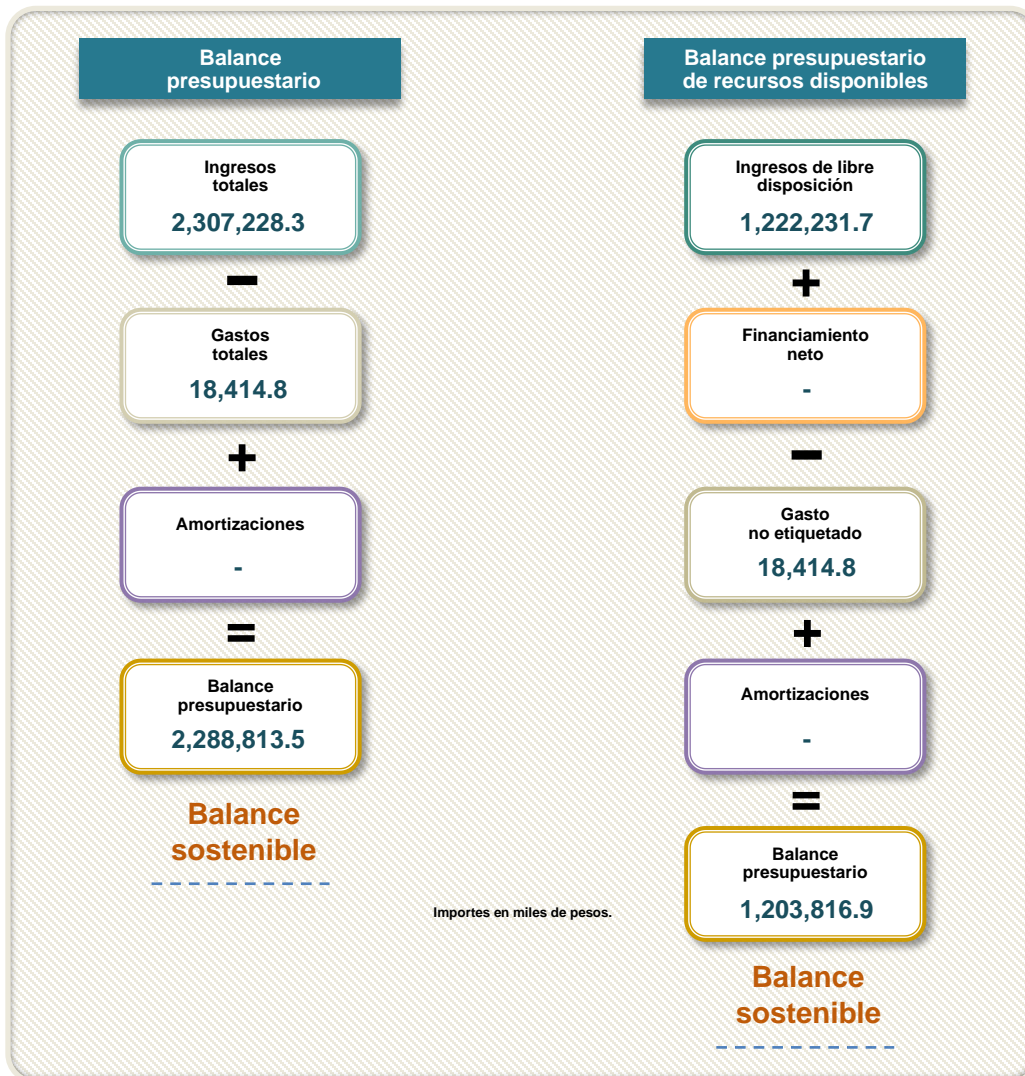 Balance
presupuestario
Ingresos
totales
2,307,228.3
−
Gastos
totales
18,414.8
+
Amortizaciones
-
=
Balance
presupuestario
2,288,813.5
Balance
sostenible
Balance presupuestario
de recursos disponibles
Ingresos de libre
disposición
1,222,231.7
+
Financiamiento
neto
-
−
Gasto
no etiquetado
18,414.8
+
Amortizaciones
-
=
Balance
presupuestario
1,203,816.9
Balance
sostenible
Importes en miles de pesos.